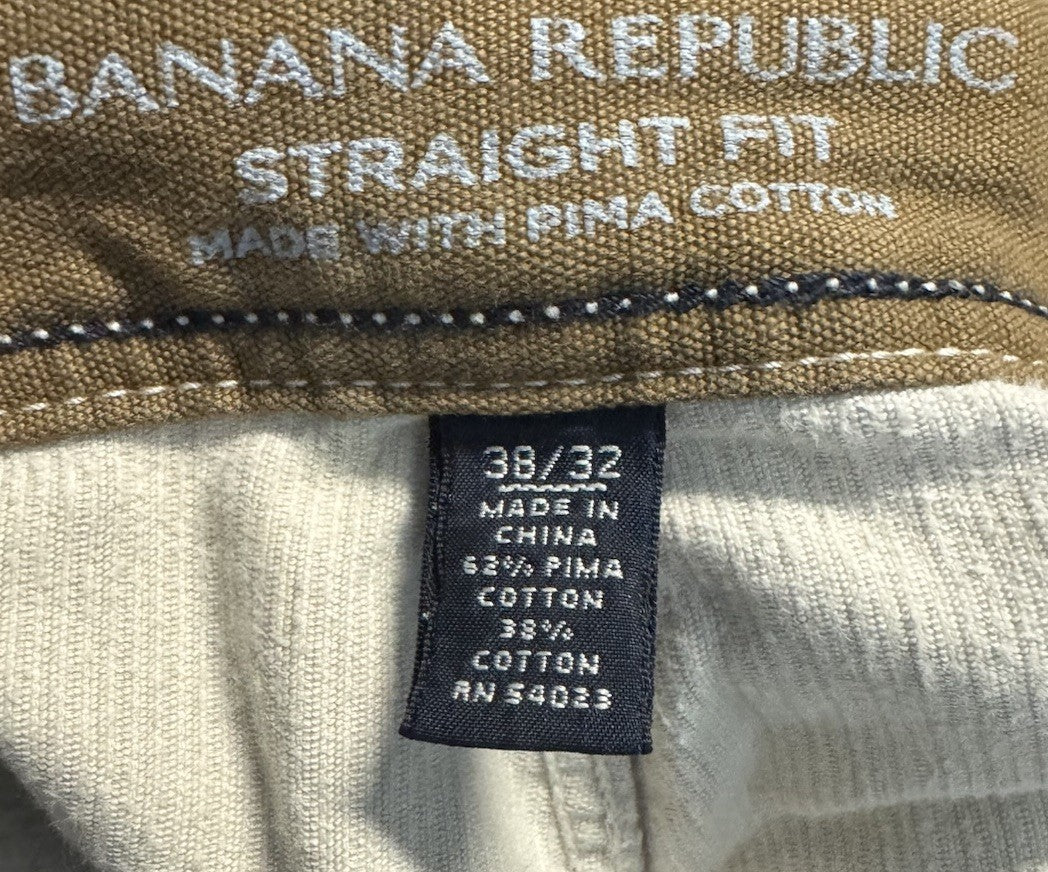 BANANA REPUBLIC
STRAIGHT FIT
MADE WITH PIMA COTTON
38/32
MADE IN
CHINA
62% PIMA
COTTON
38%
COTTON
RN 54023